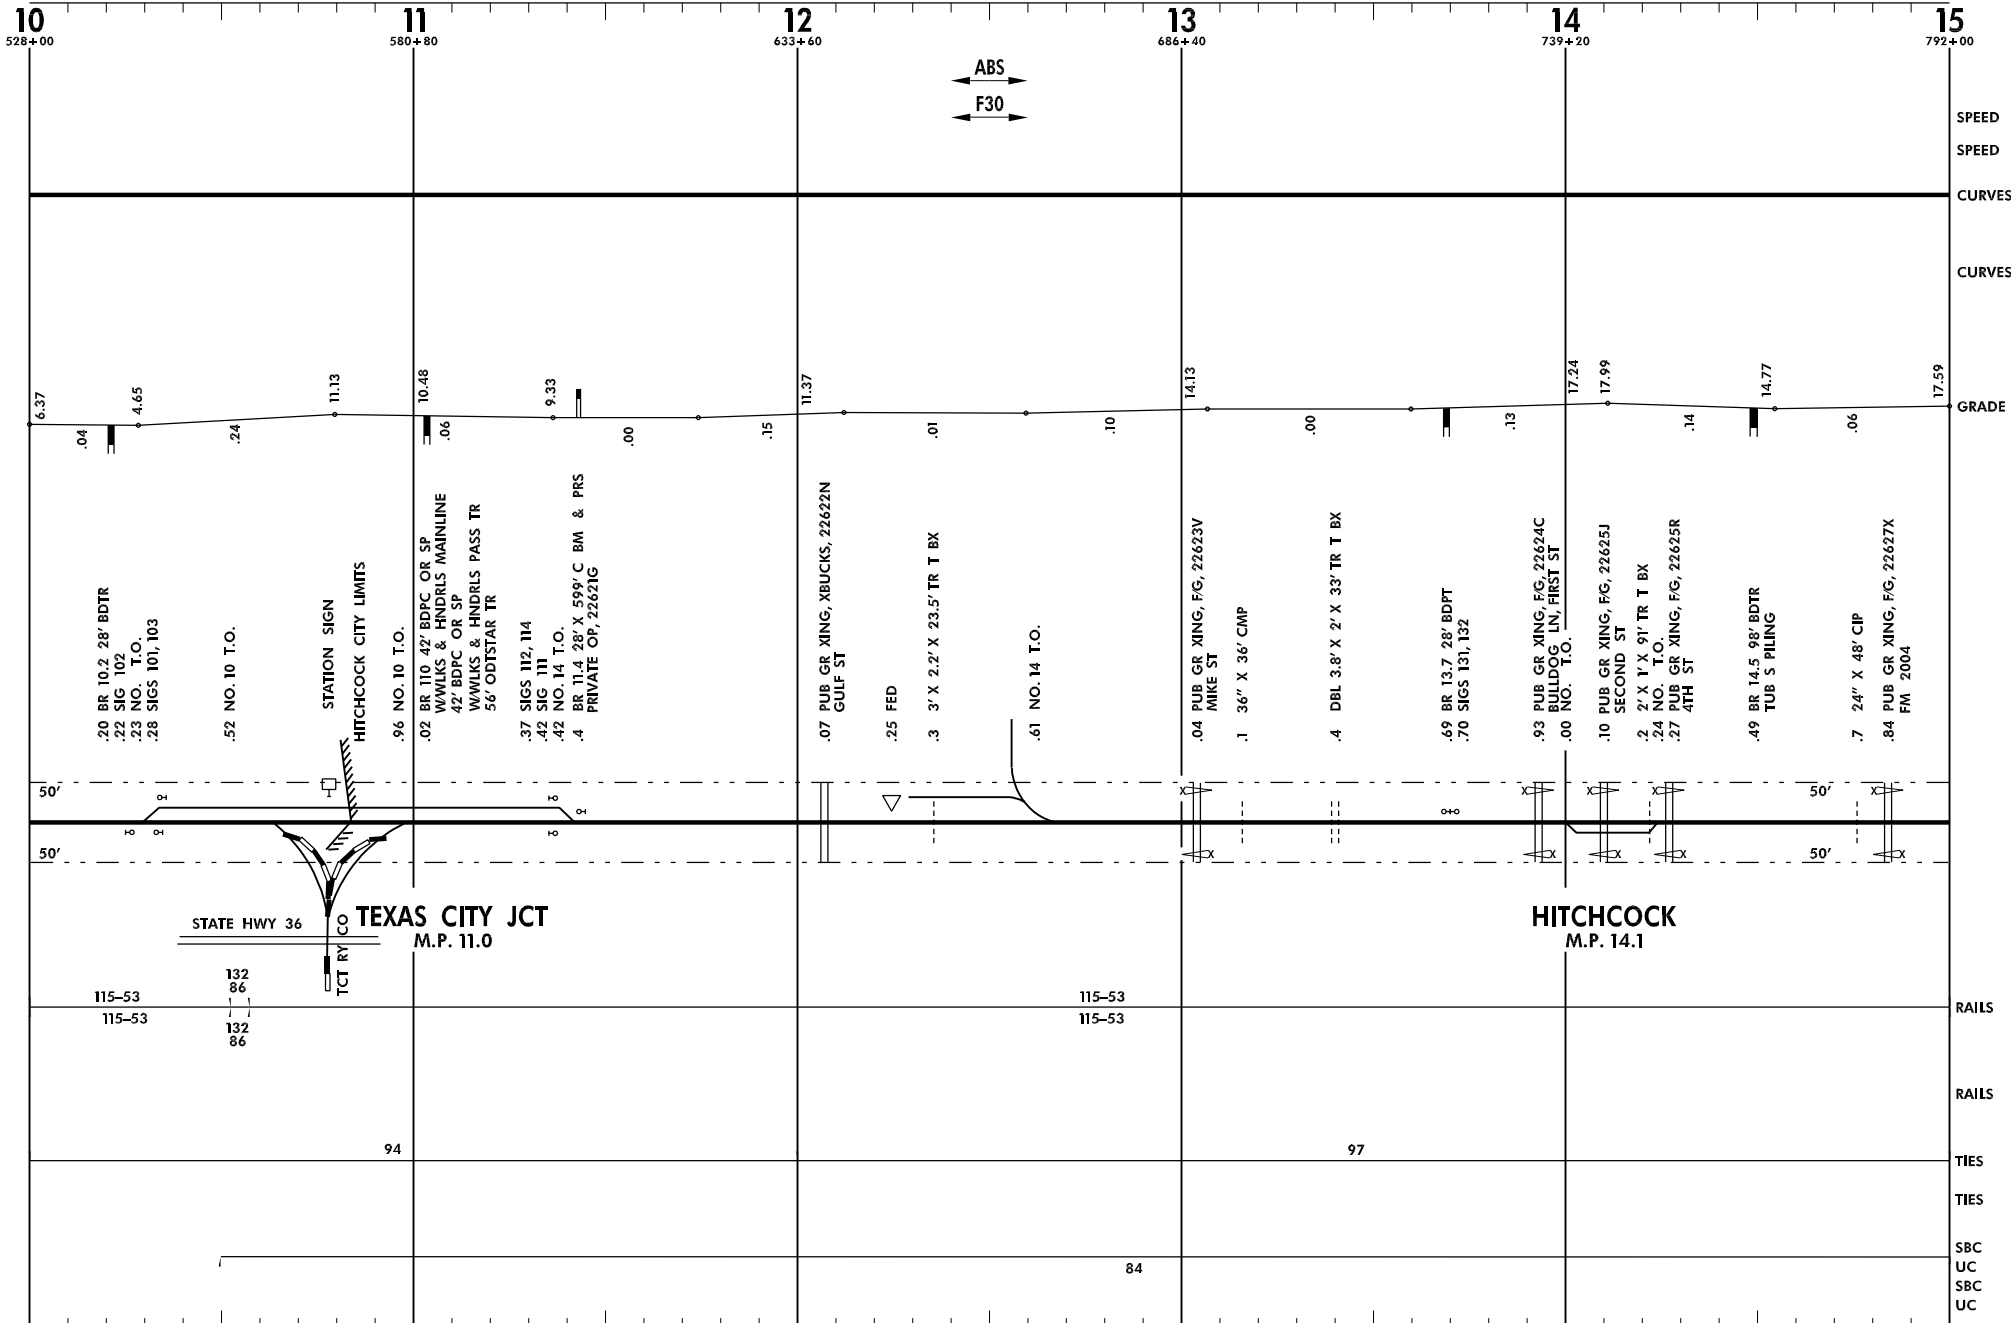 10 11 12 13 14 15
528+00 580+80 633+60 686+40 739+20 792+00
ABS
F30
SPEED
SPEED
CURVES
CURVES
6.37 4.65 11.13 10.48 9.33 11.37 14.13 17.24 17.99 14.77 17.59
GRADE
.04 .24 .06 .00 .15 .01 .10 .00 .13 .14 .06
.20 BR 10.2 28' BDTR
.22 SIG 102
.23 NO. T.O.
.28 SIGS 101, 103
.52 NO. 10 T.O.
STATION SIGN
HITCHCOCK CITY LIMITS
.96 NO. 10 T.O.
.02 BR 11.0 42' BDPC OR SP
W/WLKS & HNDRLS MAINLINE
42' BDPC OR SP
W/WLKS & HNDRLS PASS TR
56' ODTSTAR TR
.37 SIGS 112, 114
.42 SIG 111
.42 NO. 14 T.O.
.4 BR 11.4 28' X 599' C BM & PRS
PRIVATE OP, 22621G
.07 PUB GR XING, XBUCKS, 22622N
GULF ST
.25 FED
.3 3' X 2.2' X 23.5' TR T BX
.61 NO. 14 T.O.
.04 PUB GR XING, F/G, 22623V
MIKE ST
.1 36" X 36' CMP
.4 DBL 3.8' X 2' X 33' TR T BX
.69 BR 13.7 28' BDPT
.70 SIGS 131, 132
.93 PUB GR XING, F/G, 22624C
BULLDOG LN, FIRST ST
.00 NO. T.O.
.10 PUB GR XING, F/G, 22625J
SECOND ST
.2 2' X 1' X 91' TR T BX
.24 NO. T.O.
.27 PUB GR XING, F/G, 22625R
4TH ST
.49 BR 14.5 98' BDTR
TUB S PILING
.7 24" X 48' CIP
.84 PUB GR XING, F/G, 22627X
FM 2004
50' X X X X 50' X
50' X X X X 50' X
STATE HWY 36
TCT RY CO
TEXAS CITY JCT
M.P. 11.0
HITCHCOCK
M.P. 14.1
132
86
115–53 115–53
RAILS
115–53 115–53
132
86
RAILS
94 97
TIES
TIES
SBC
84
UC
SBC
UC